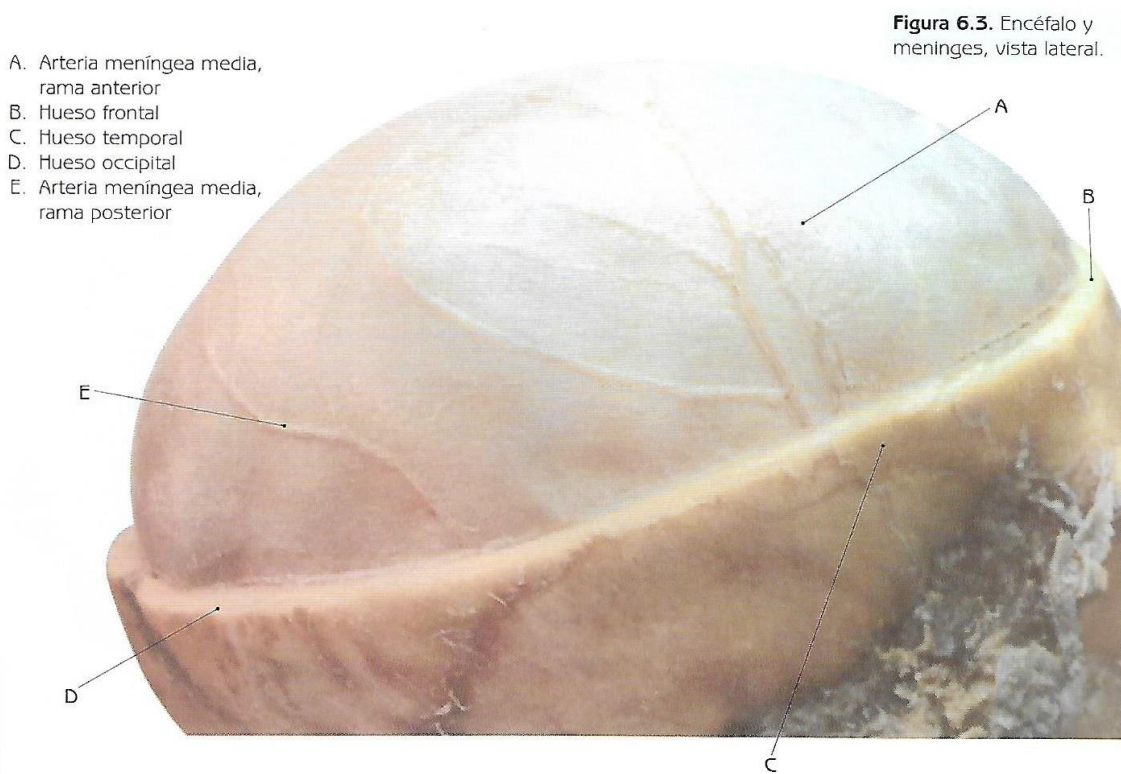 Figura 6.3. Encéfalo y
meninges, vista lateral.
A. Arteria meníngea media,
rama anterior
B. Hueso frontal
C. Hueso temporal
D. Hueso occipital
E. Arteria meníngea media,
rama posterior
A
B
E
D
C